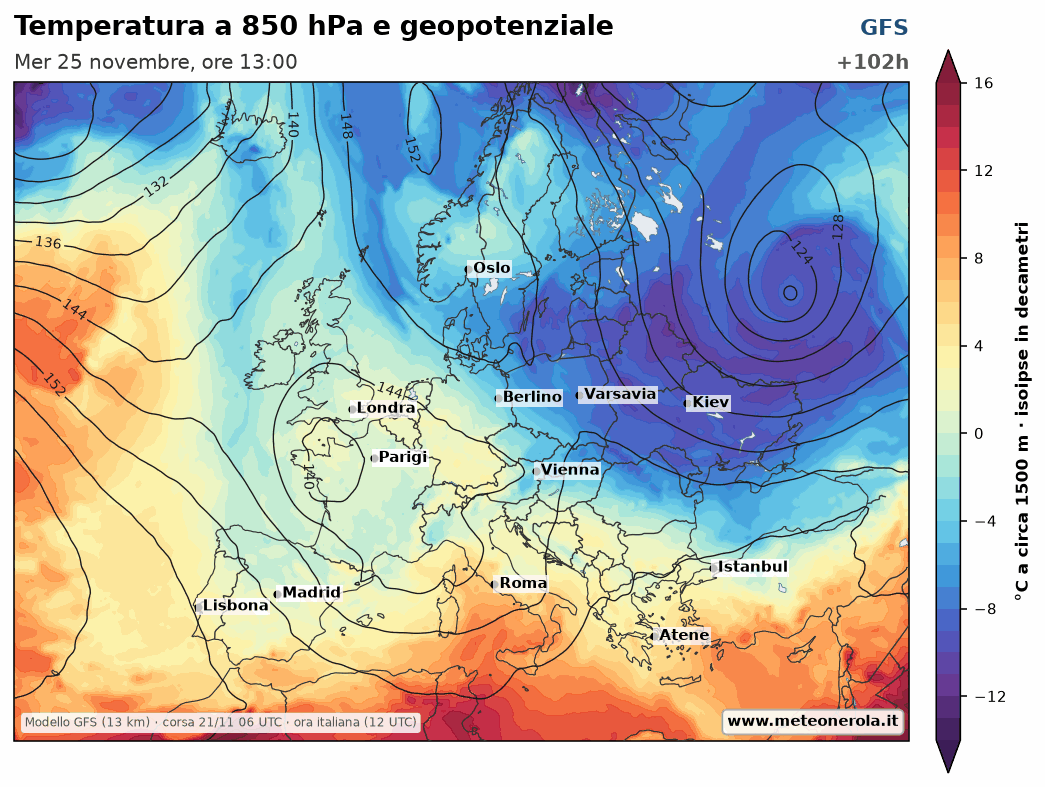 Temperatura a 850 hPa e geopotenziale
GFS
Mer 25 novembre, ore 13:00
+102h
140
148
152
132
128
136
124
144
152
144
140
Oslo
Londra
Berlino
Varsavia
Kiev
Parigi
Vienna
Istanbul
Roma
Madrid
Lisbona
Atene
Modello GFS (13 km) · corsa 21/11 06 UTC · ora italiana (12 UTC)
www.meteonerola.it
16
12
8
4
0
−4
−8
−12
°C a circa 1500 m · isoipse in decametri